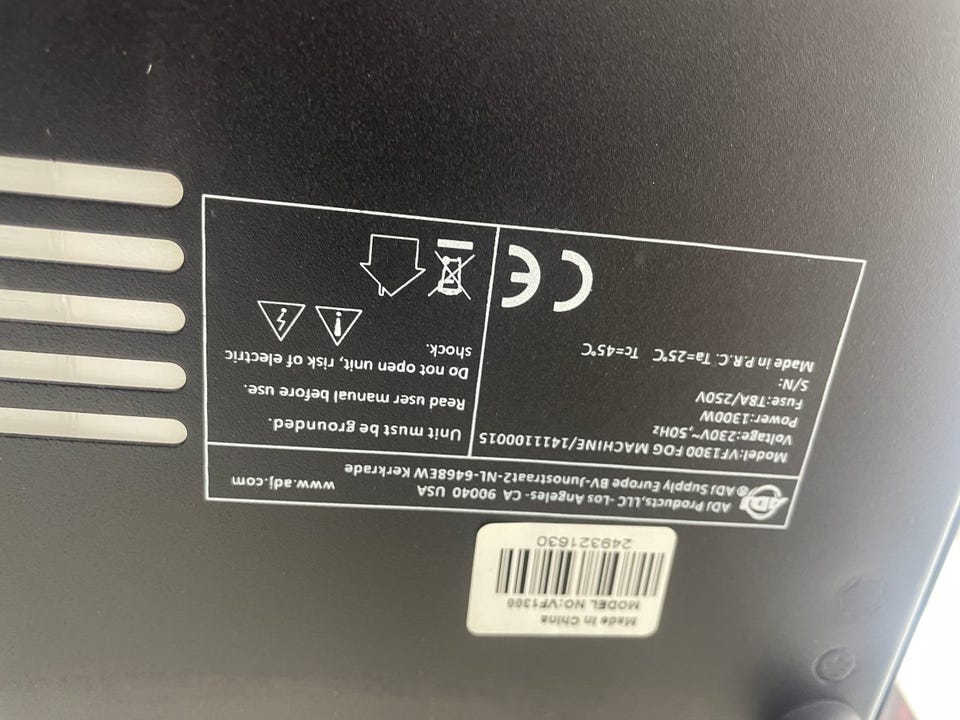 Made in China
MODEL NO:VF1300
249321630
ADJ
ADJ Products,LLC -Los Angeles- CA 90040 USA
ADJ Supply Europe BV-Junostraat2-NL-6468EW Kerkrade
www.adj.com
Model:VF1300 FOG MACHINE/1411100015
Voltage:230V~,50Hz
Power:1300W
Fuse:T8A/250V
S/N:
Made in P.R.C. Ta=25℃ Tc=45℃
CE
Unit must be grounded.
Read user manual before use.
Do not open unit, risk of electric
shock.